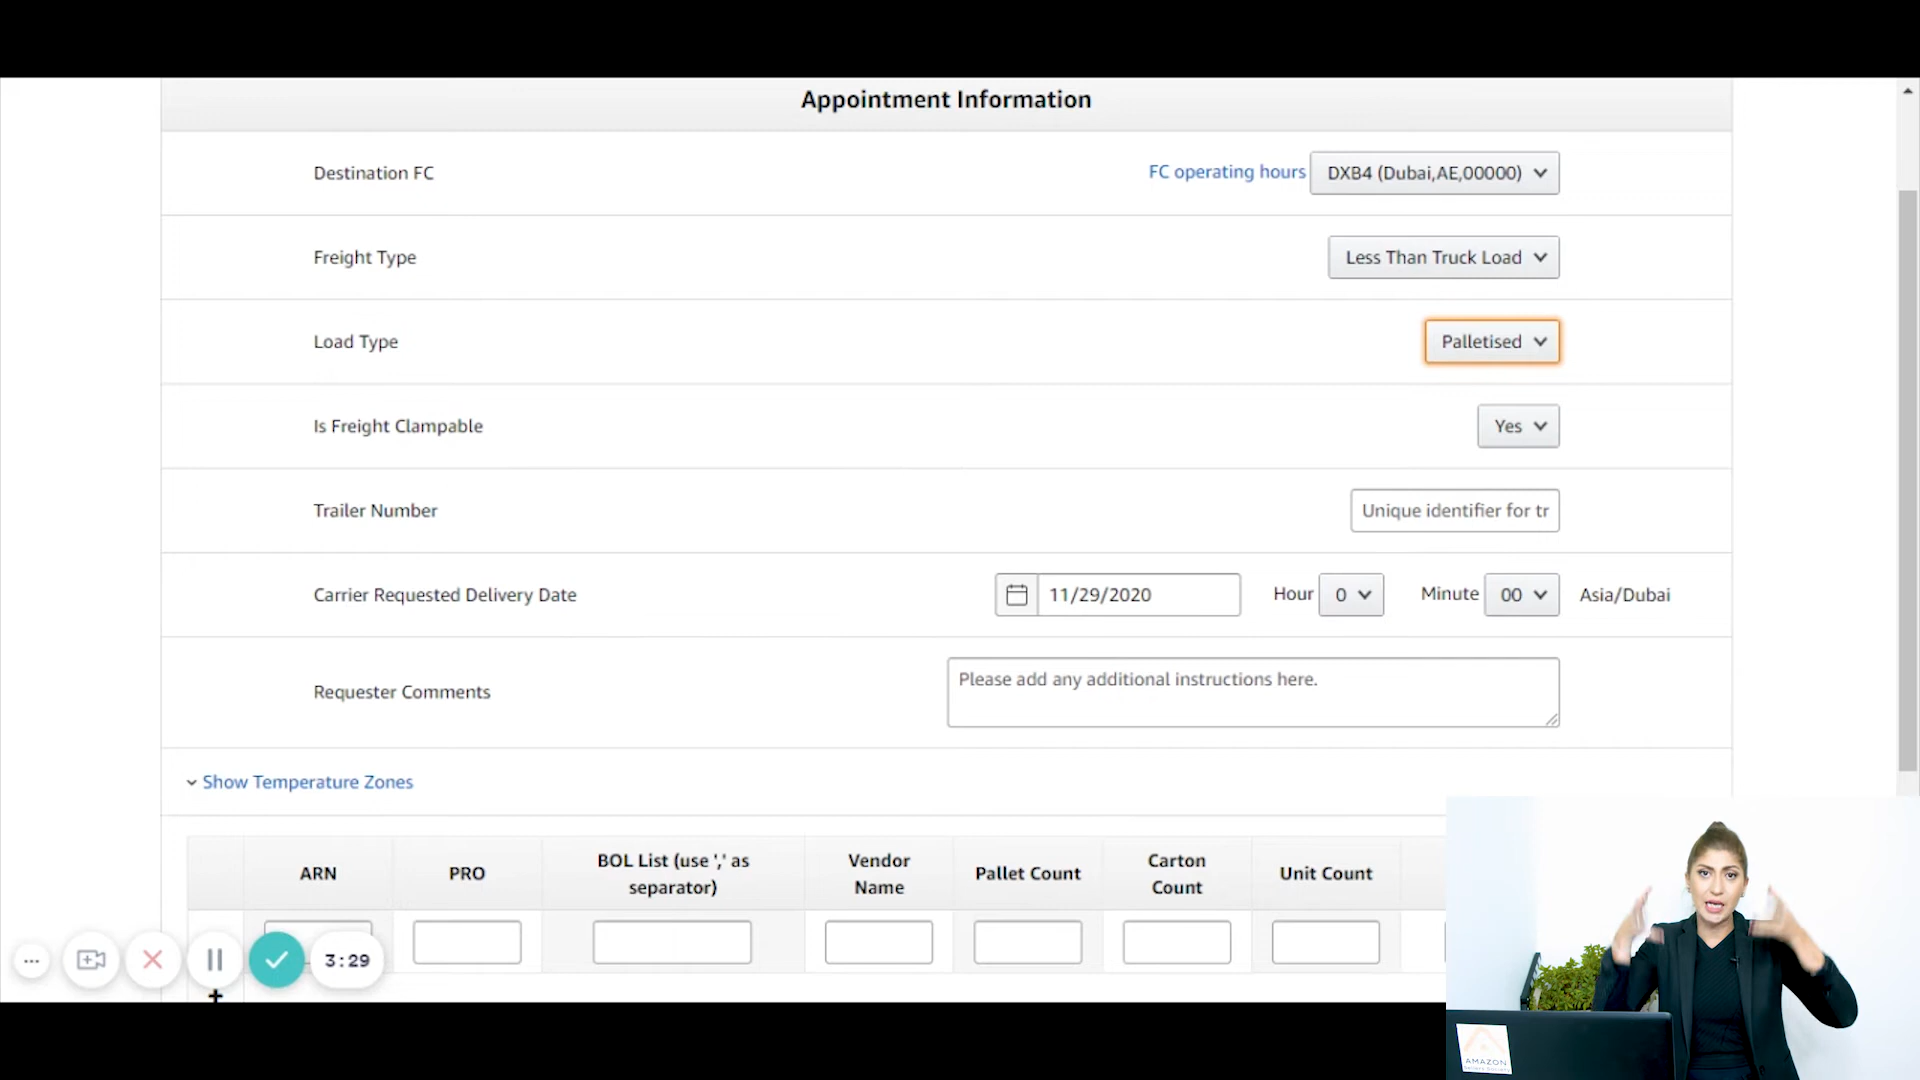 Appointment Information
Destination FC
FC operating hours
DXB4 (Dubai,AE,00000)
Freight Type
Less Than Truck Load
Load Type
Palletised
Is Freight Clampable
Yes
Trailer Number
Unique identifier for tr
Carrier Requested Delivery Date
11/29/2020
Hour
0
Minute
00
Asia/Dubai
Requester Comments
Please add any additional instructions here.
Show Temperature Zones
ARN
PRO
BOL List (use ',' as
separator)
Vendor
Name
Pallet Count
Carton
Count
Unit Count
3:29
AMAZON